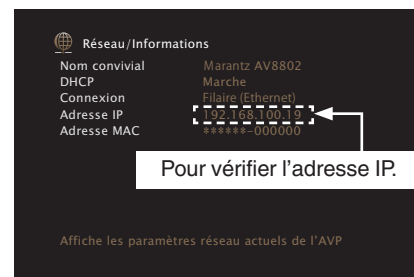 Réseau/Informations
Nom convivial Marantz AV8802
DHCP Marche
Connexion Filaire (Ethernet)
Adresse IP 192.168.100.19
Adresse MAC ******-000000
Pour vérifier l’adresse IP.
Affiche les paramètres réseau actuels de l’AVP